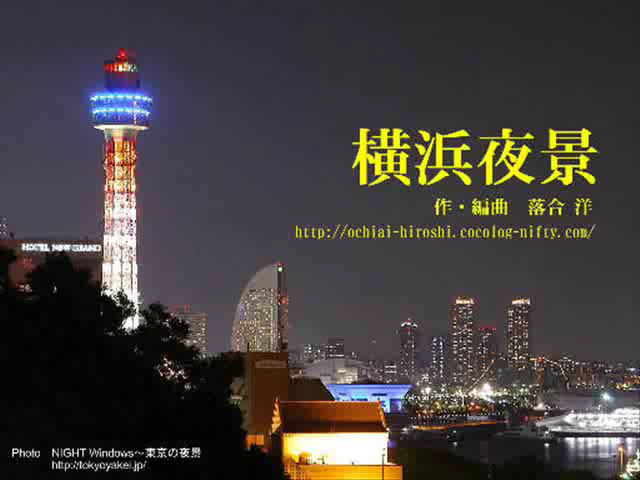 横浜夜景
作・編曲 落合 洋
http://ochiai-hiroshi.cocolog-nifty.com/
HOTEL NEW GRAND
Photo NIGHT Windows～東京の夜景
http://tokyoyakei.jp/